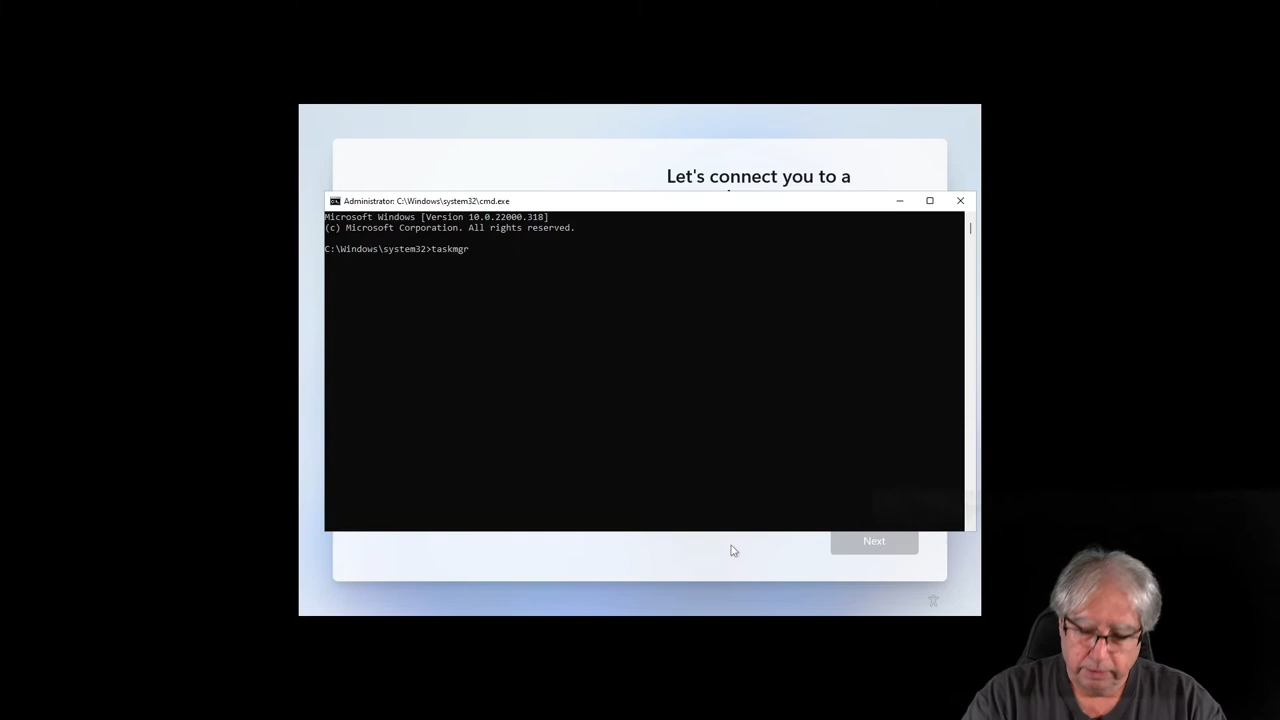 Let's connect you to a
Administrator: C:\Windows\system32\cmd.exe
Microsoft Windows [Version 10.0.22000.318]
(c) Microsoft Corporation. All rights reserved.
C:\Windows\system32>taskmgr
Next